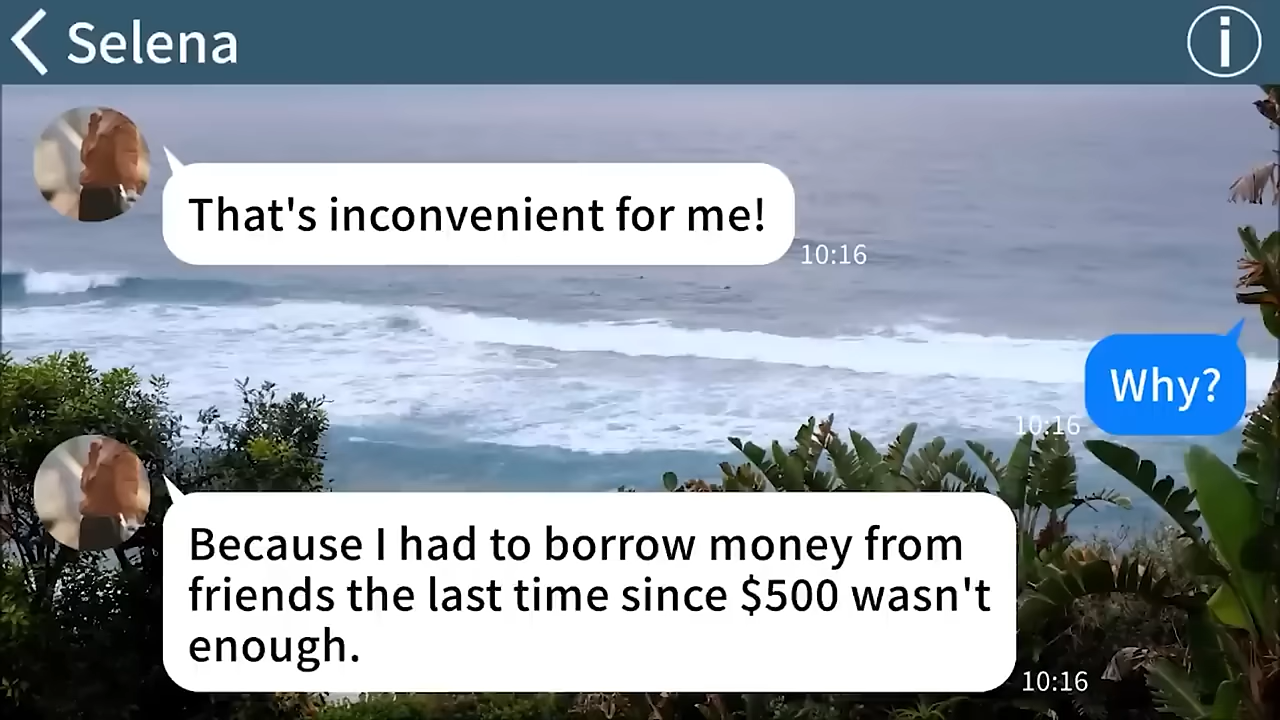 Selena
That's inconvenient for me!
10:16
Why?
10:16
Because I had to borrow money from
friends the last time since $500 wasn't
enough.
10:16